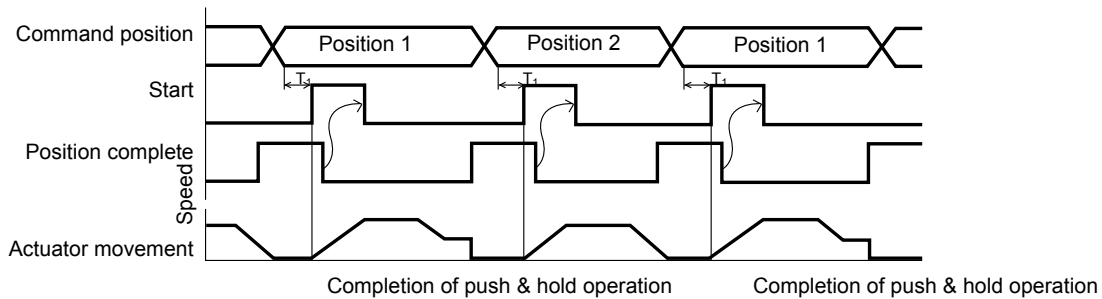 Command position
Position 1
Position 2
Position 1
T1
T1
T1
Start
Position complete
Speed
Actuator movement
Completion of push & hold operation
Completion of push & hold operation